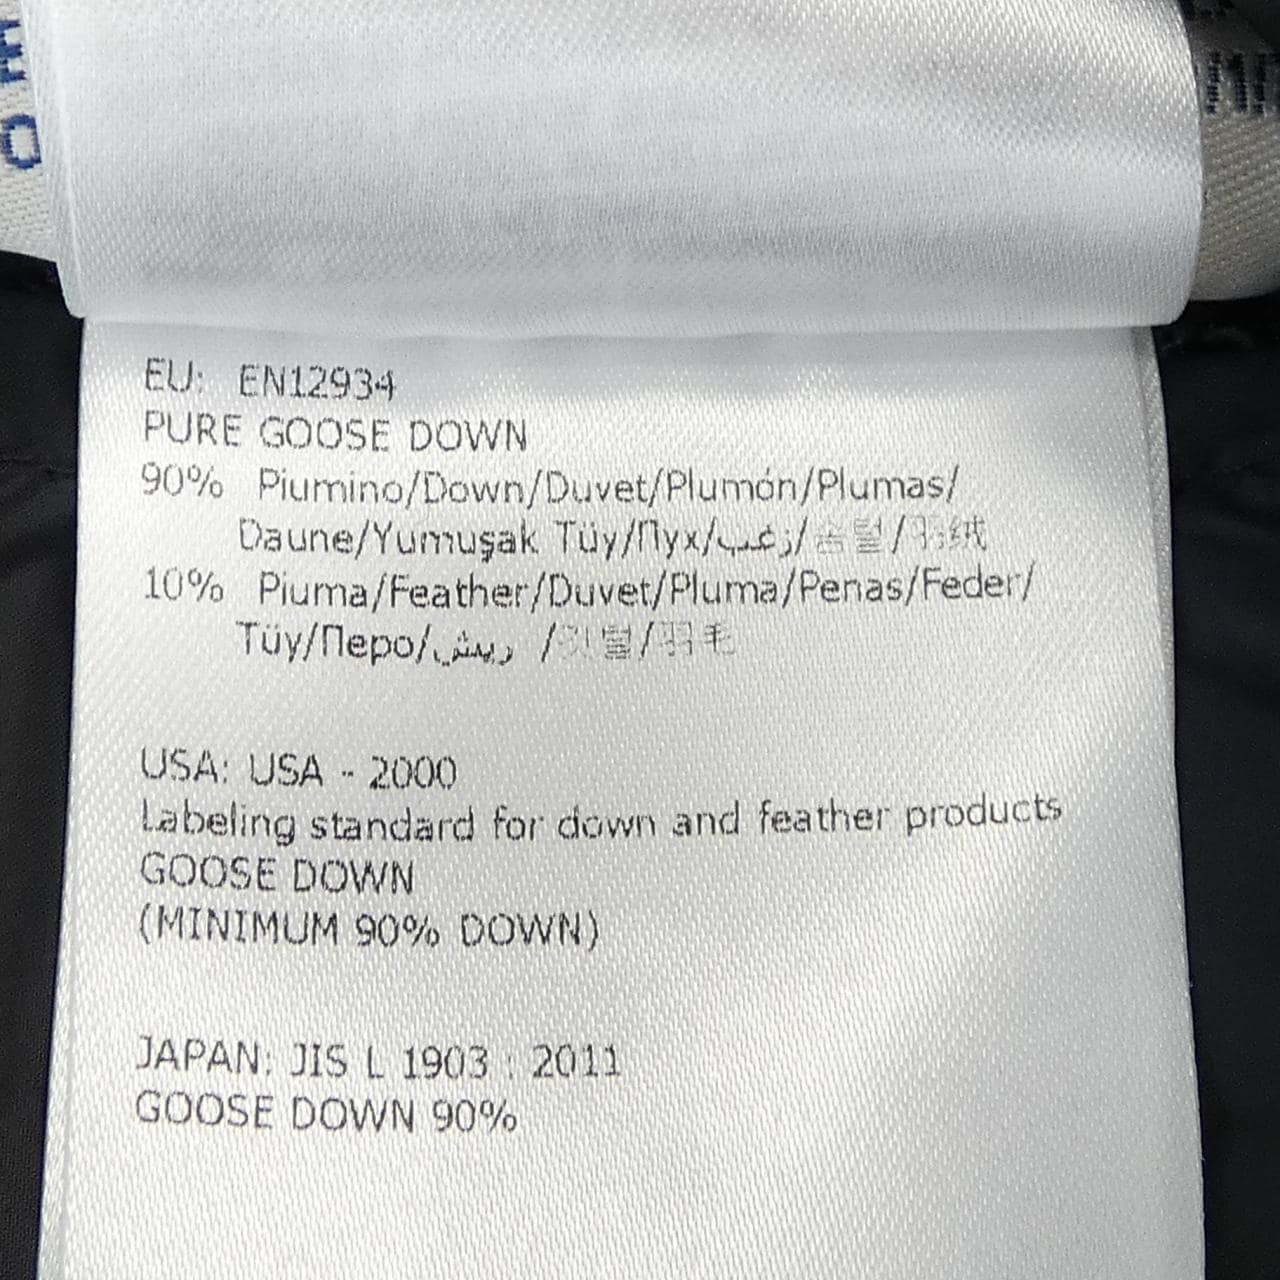 EU: EN12934
PURE GOOSE DOWN
90% Piumino/Down/Duvet/Plumón/Plumas/
Daune/Yumuşak Tüy/Пух/زغب/솜털/羽绒
10% Piuma/Feather/Duvet/Pluma/Penas/Feder/
Tüy/Перо/ريش /깃털/羽毛
USA: USA - 2000
Labeling standard for down and feather products
GOOSE DOWN
(MINIMUM 90% DOWN)
JAPAN: JIS L 1903 : 2011
GOOSE DOWN 90%